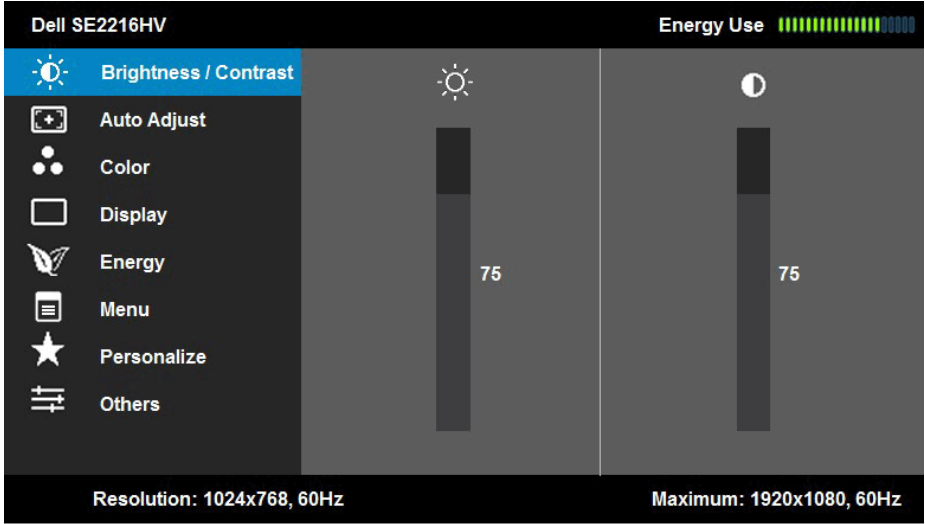 Dell SE2216HV
Energy Use
Brightness / Contrast
Auto Adjust
Color
Display
Energy
Menu
Personalize
Others
75
75
Resolution: 1024x768, 60Hz
Maximum: 1920x1080, 60Hz